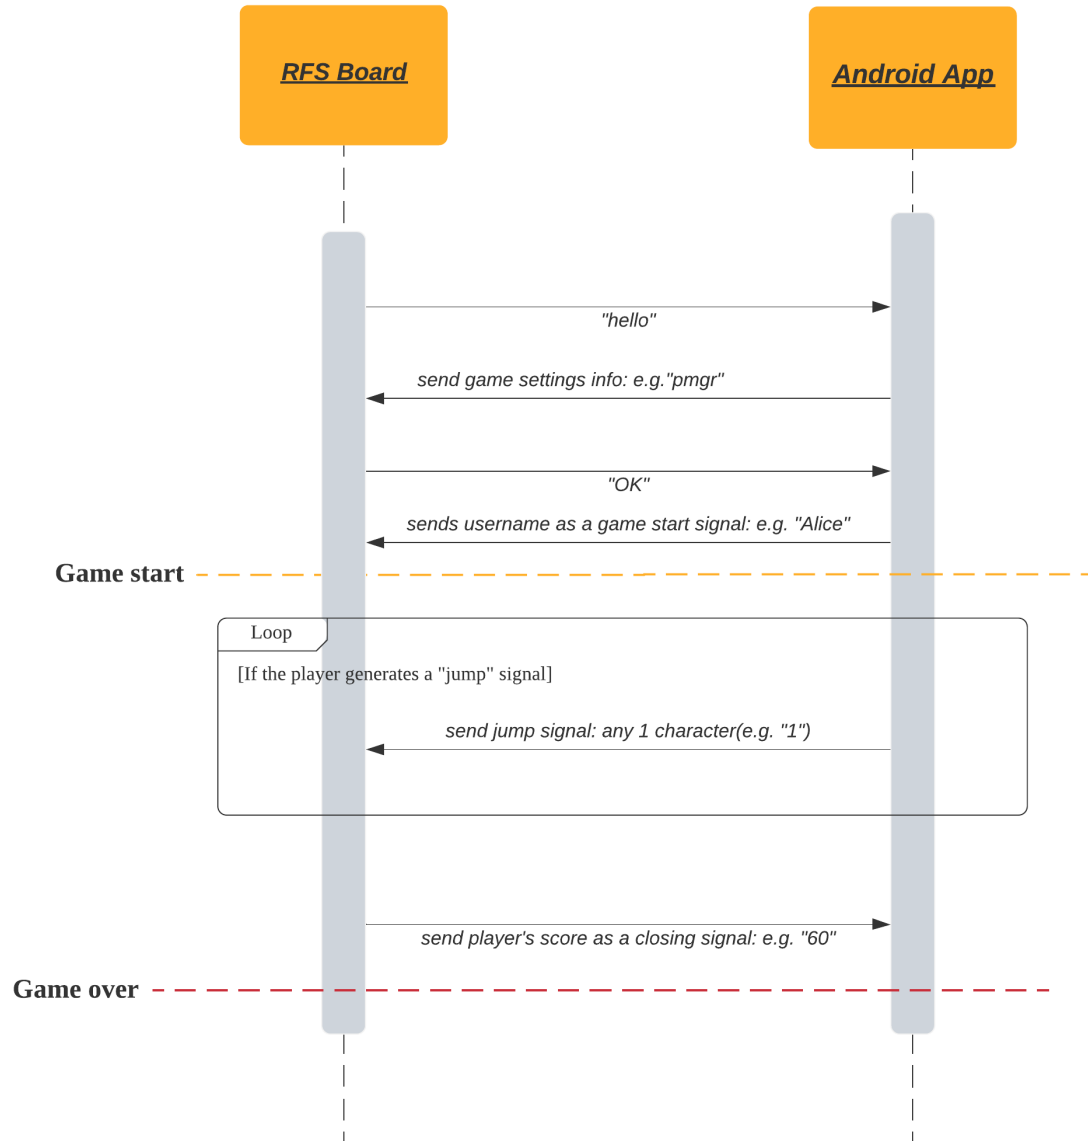 RFS Board
Android App
"hello"
send game settings info: e.g."pmgr"
"OK"
sends username as a game start signal: e.g. "Alice"
Game start
Loop
[If the player generates a "jump" signal]
send jump signal: any 1 character(e.g. "1")
send player's score as a closing signal: e.g. "60"
Game over